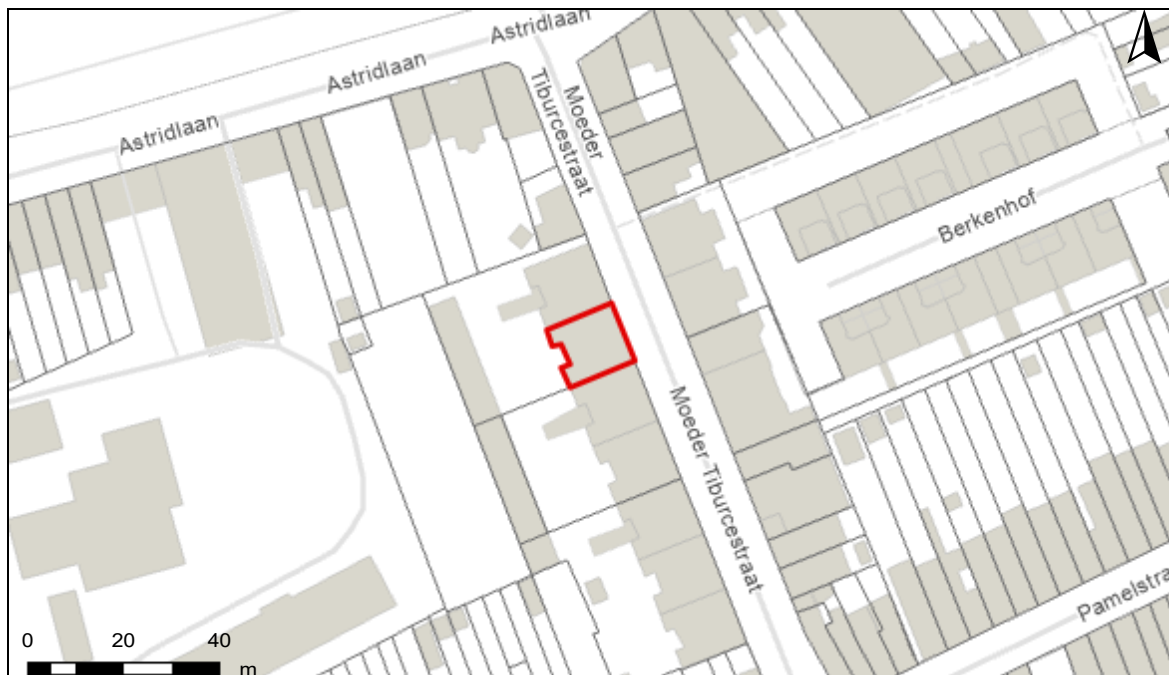 Astridlaan
Astridlaan
Astridlaan
Moeder
Tiburcestraat
Berkenhof
Moeder Tiburcestraat
Pamelstra
0 20 40
m